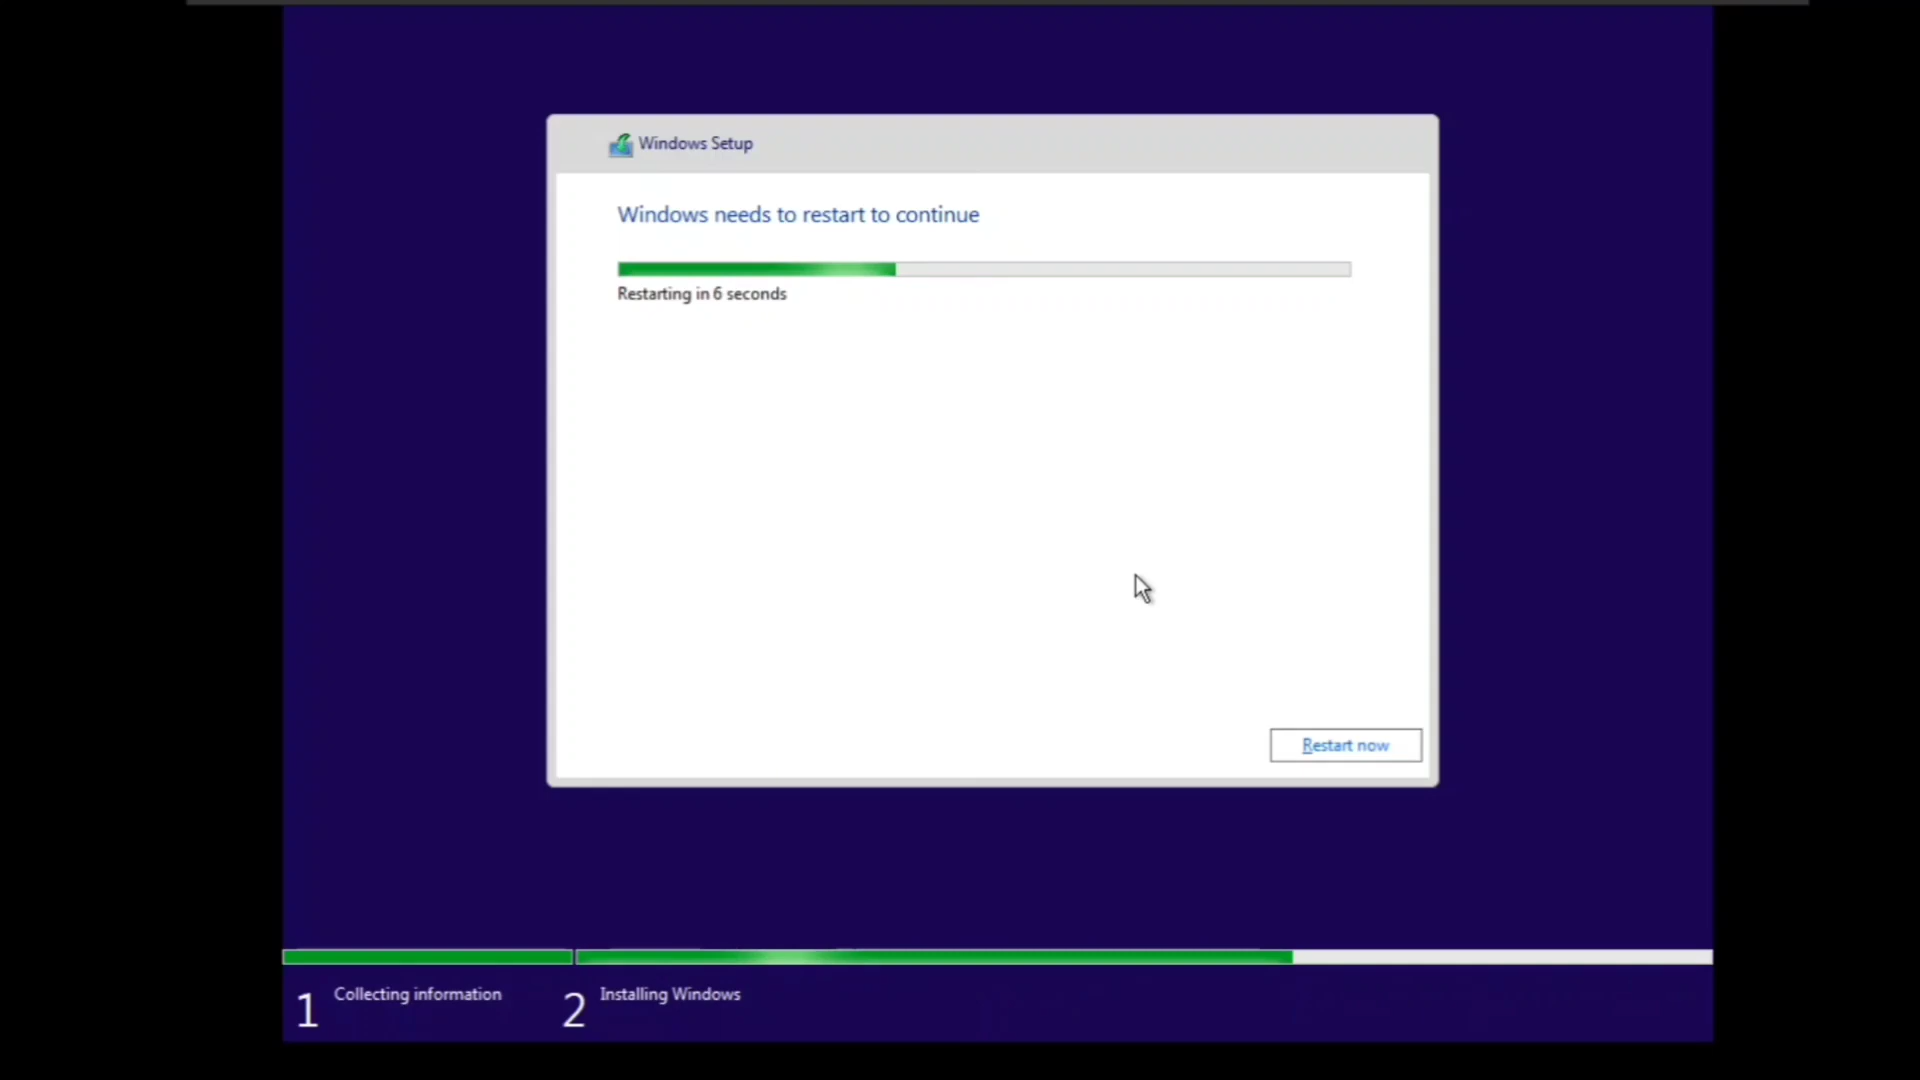 Windows Setup
Windows needs to restart to continue
Restarting in 6 seconds
Restart now
1 Collecting information
2 Installing Windows